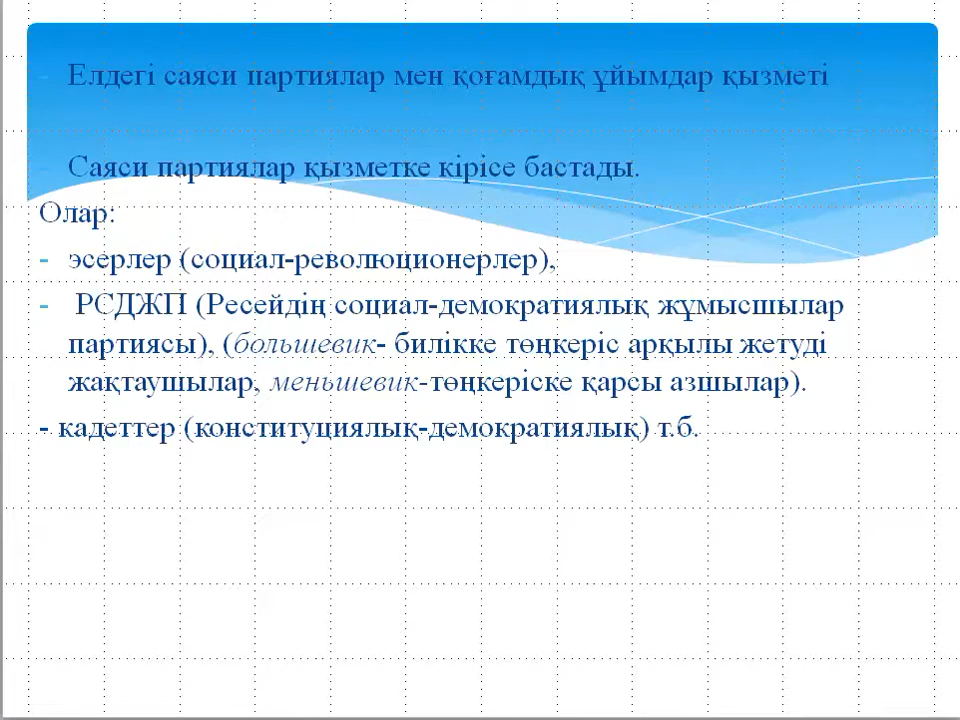 - Елдегі саяси партиялар мен қоғамдық ұйымдар қызметі
- Саяси партиялар қызметке кірісе бастады.
Олар:
- эсерлер (социал-революционерлер),
- РСДЖП (Ресейдің социал-демократиялық жұмысшылар
партиясы), (большевик- билікке төңкеріс арқылы жетуді
жақтаушылар, меньшевик-төңкеріске қарсы азшылар).
- кадеттер (конституциялық-демократиялық) т.б.